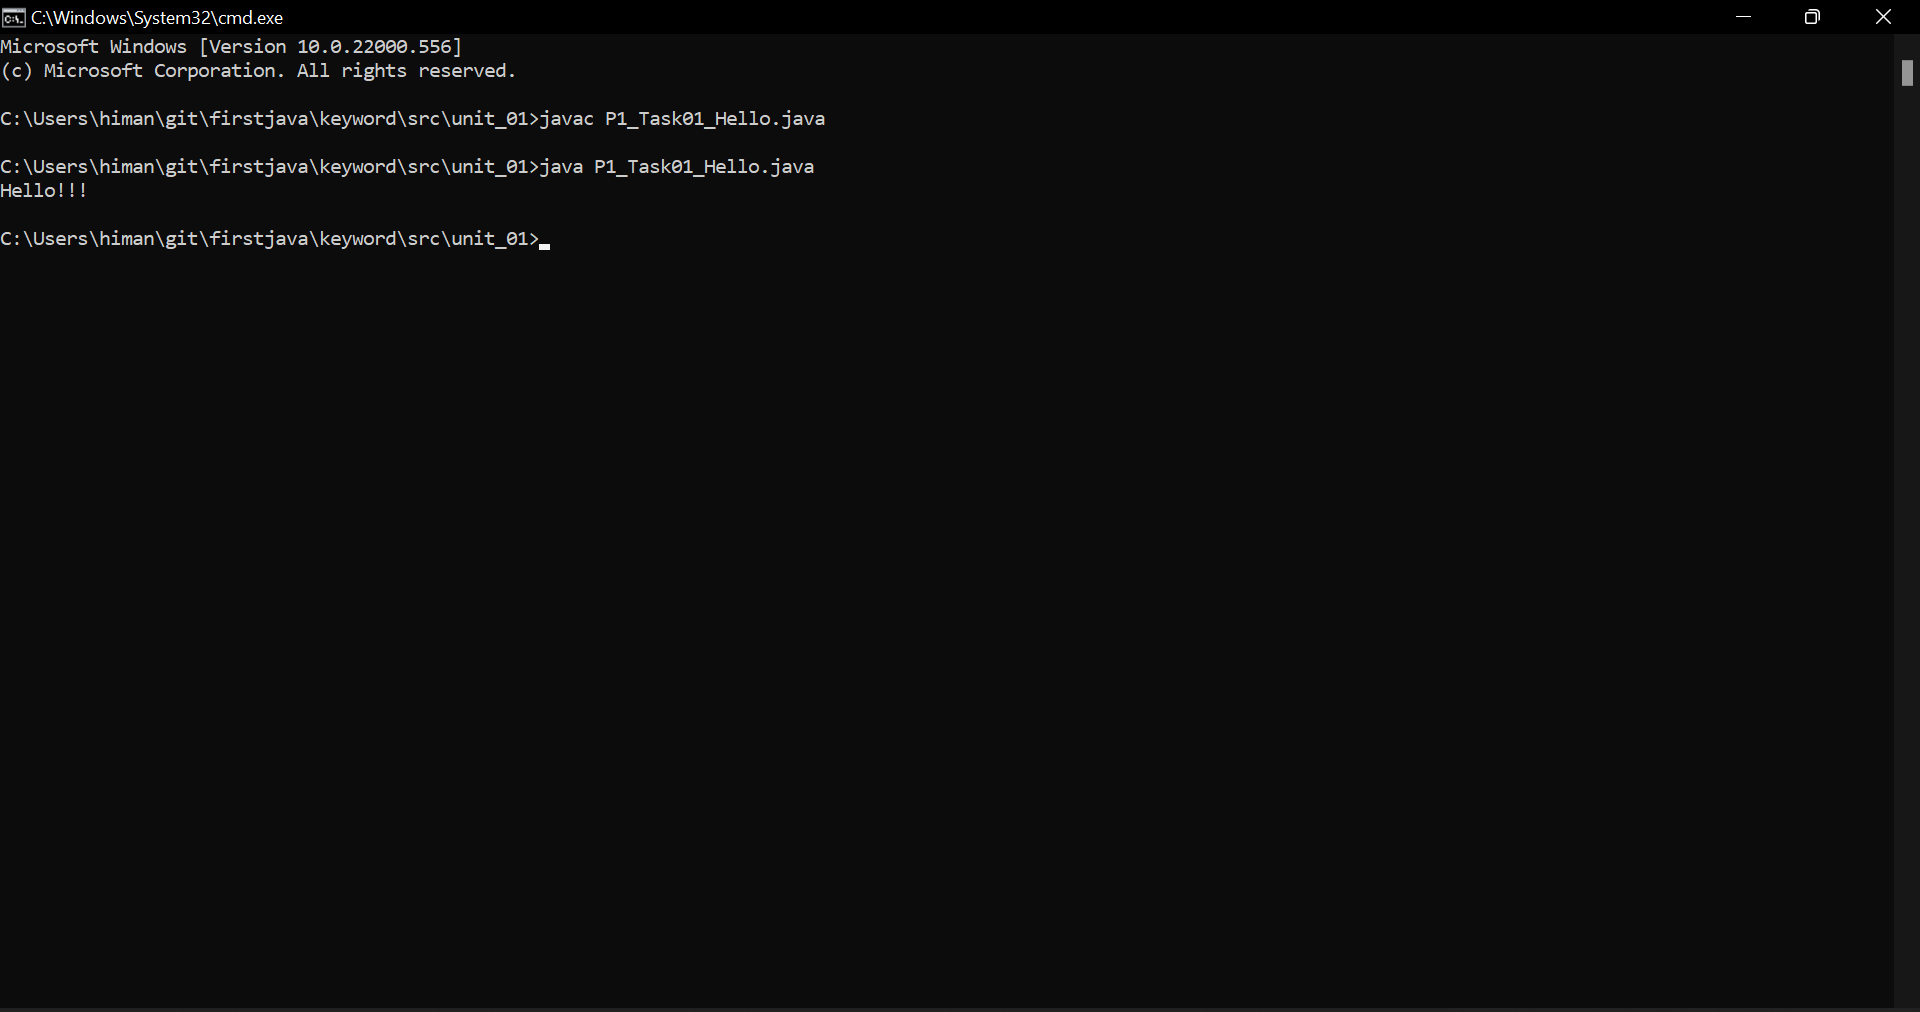 C:\Windows\System32\cmd.exe
Microsoft Windows [Version 10.0.22000.556]
(c) Microsoft Corporation. All rights reserved.
C:\Users\himan\git\firstjava\keyword\src\unit_01>javac P1_Task01_Hello.java
C:\Users\himan\git\firstjava\keyword\src\unit_01>java P1_Task01_Hello.java
Hello!!!
C:\Users\himan\git\firstjava\keyword\src\unit_01>